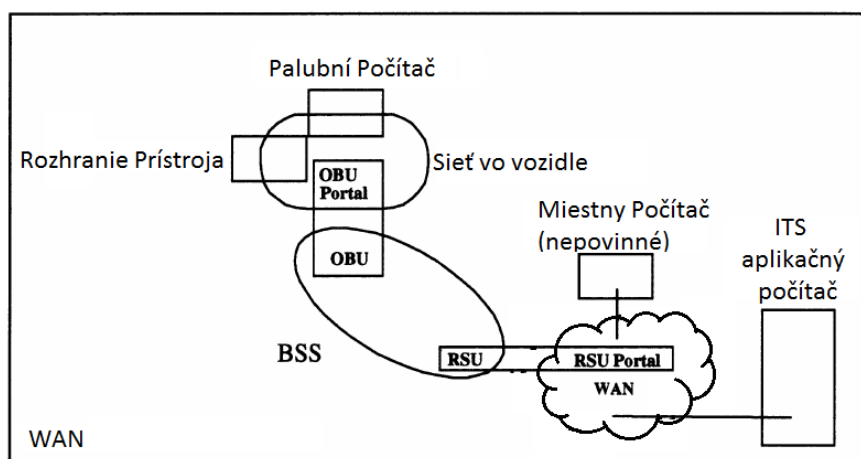 Palubní Počítač
Rozhranie Prístroja
OBU
Portal
Sieť vo vozidle
Miestny Počítač
(nepovinné)
ITS
aplikačný
počítač
OBU
BSS
RSU
RSU Portal
WAN
WAN